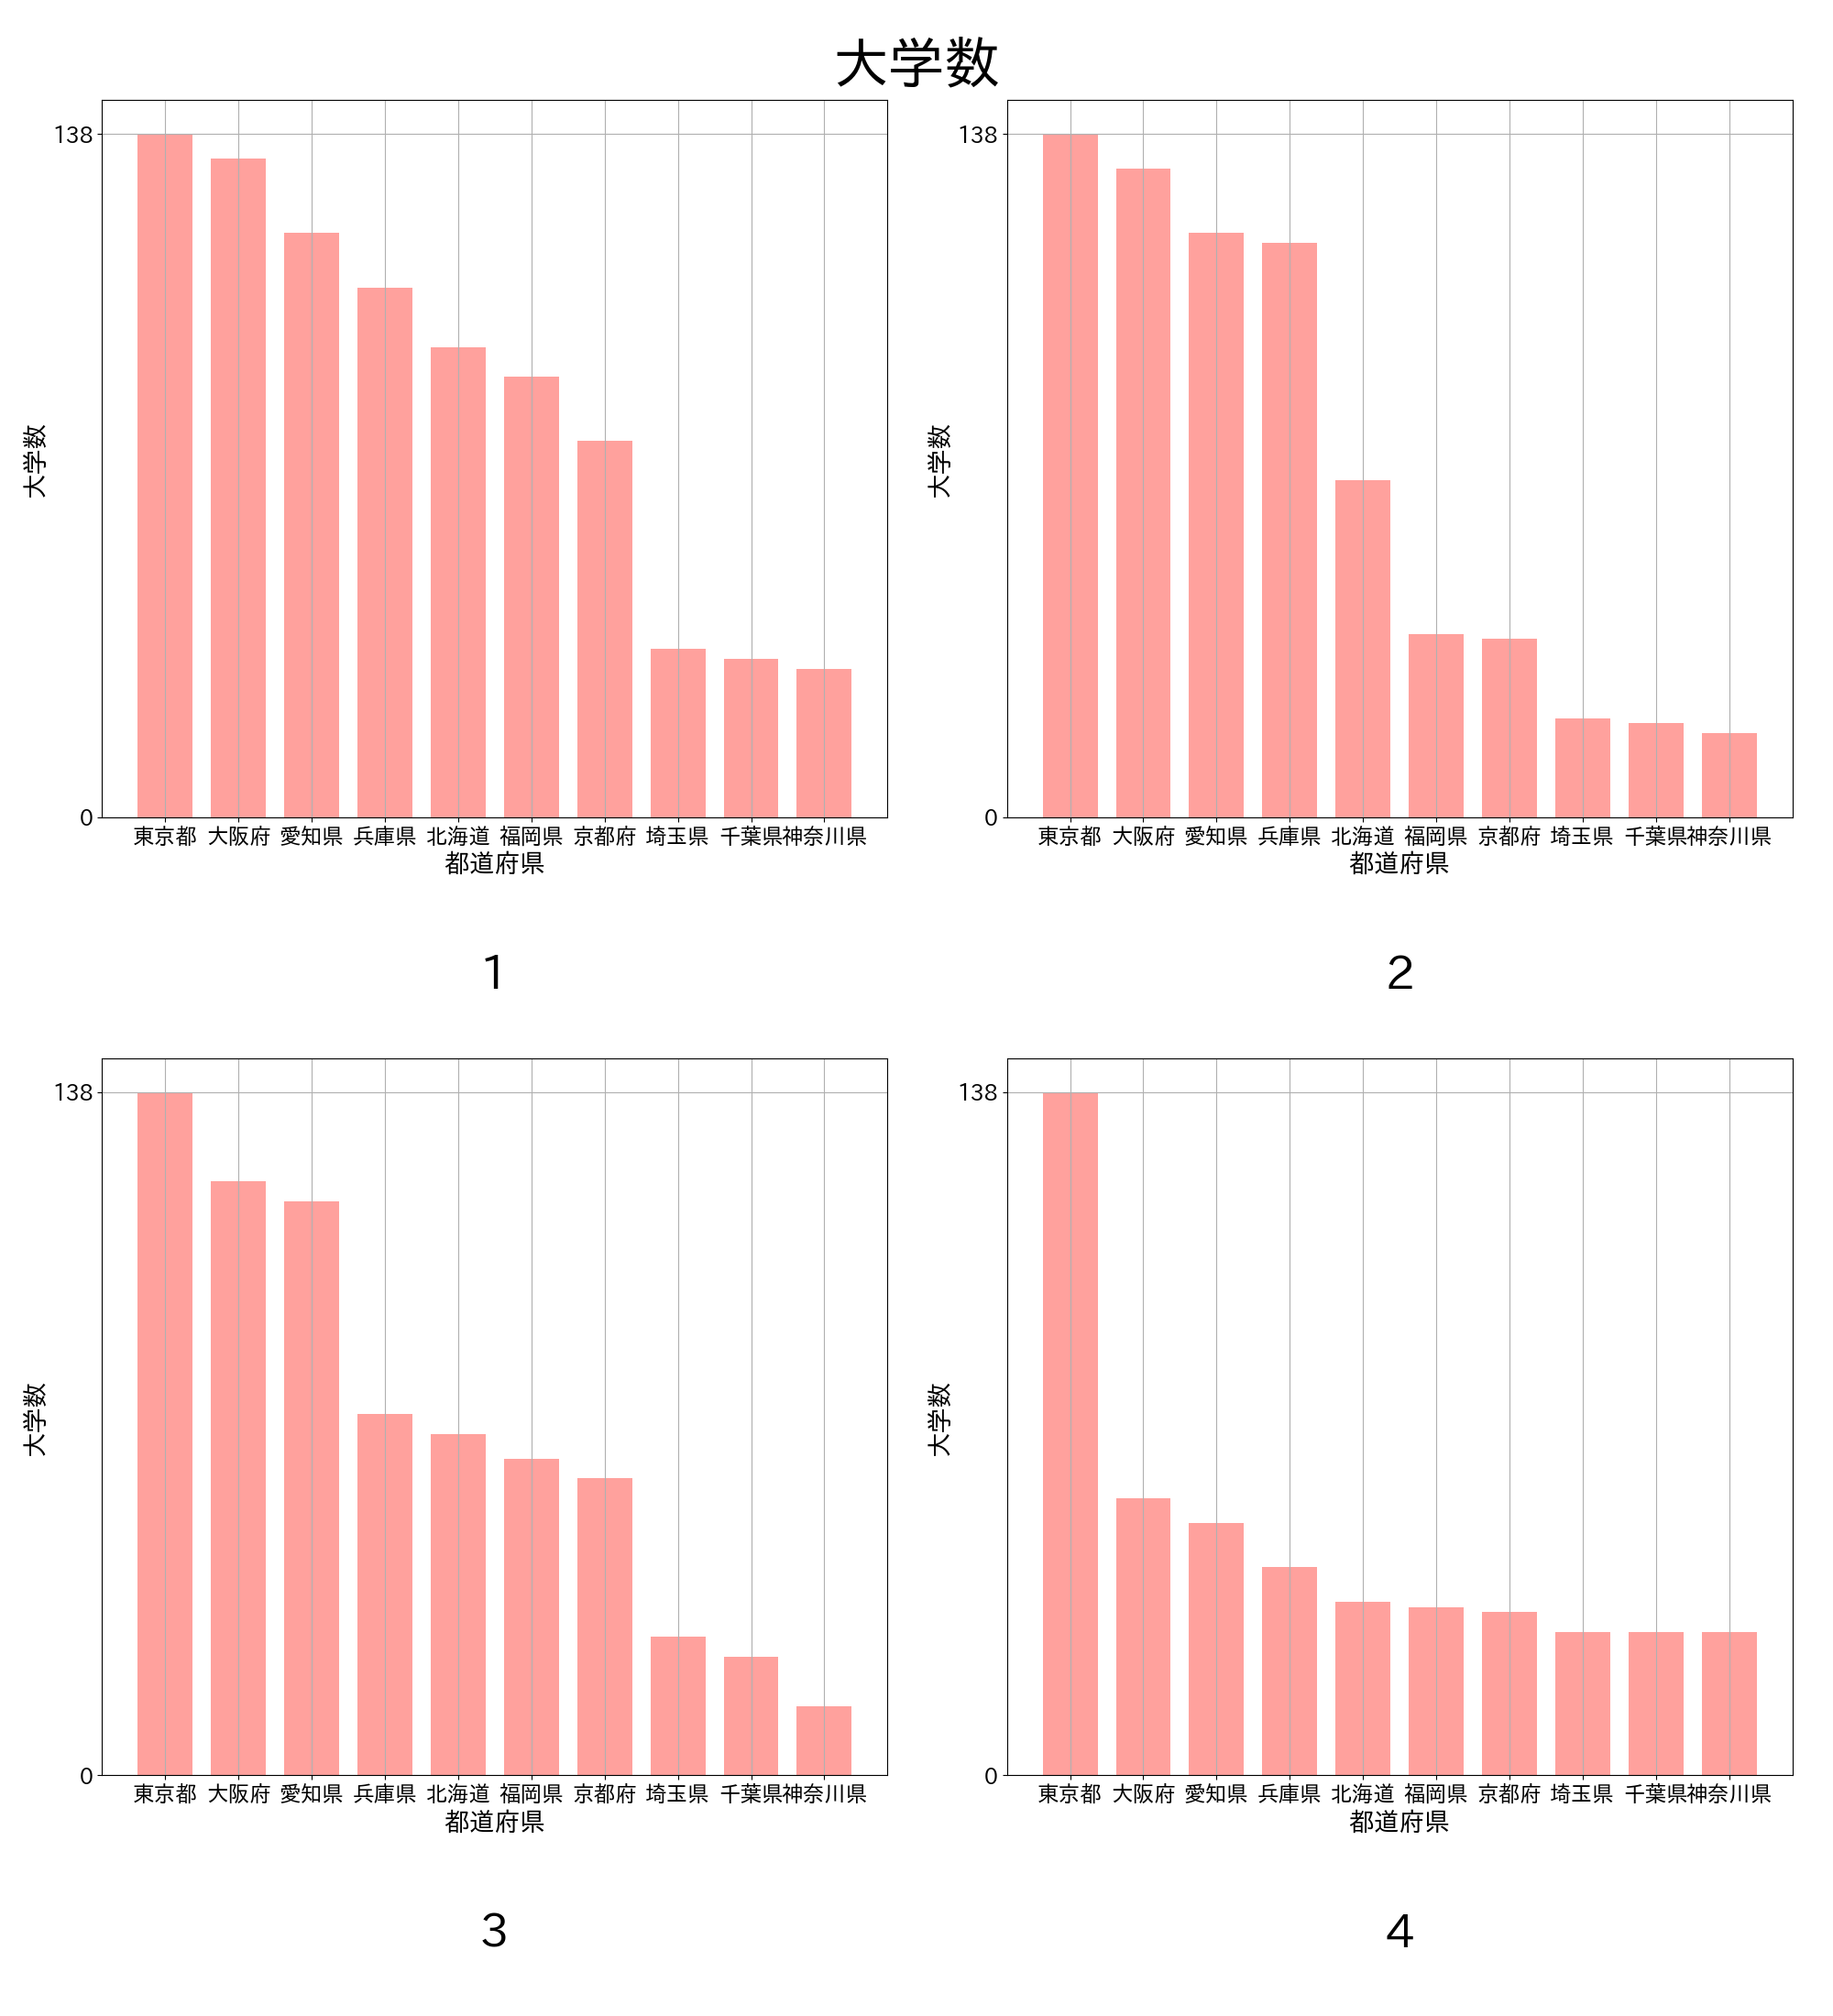 大学数
138
大学数
0
東京都 大阪府 愛知県 兵庫県 北海道 福岡県 京都府 埼玉県 千葉県 神奈川県
都道府県
1
138
大学数
0
東京都 大阪府 愛知県 兵庫県 北海道 福岡県 京都府 埼玉県 千葉県 神奈川県
都道府県
2
138
大学数
0
東京都 大阪府 愛知県 兵庫県 北海道 福岡県 京都府 埼玉県 千葉県 神奈川県
都道府県
3
138
大学数
0
東京都 大阪府 愛知県 兵庫県 北海道 福岡県 京都府 埼玉県 千葉県 神奈川県
都道府県
4